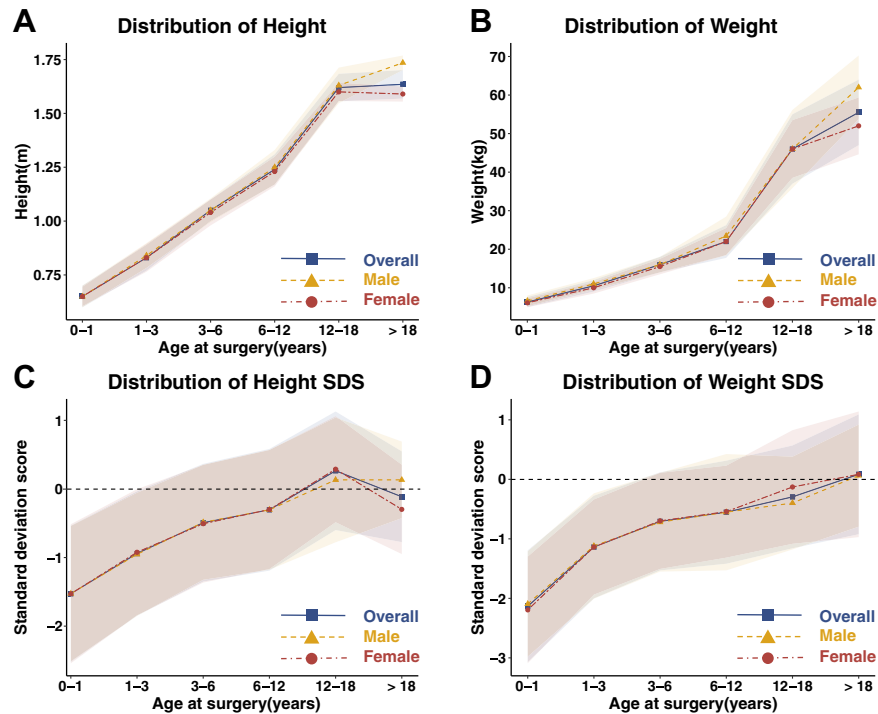 A
Distribution of Height
Height(m)
1.75
1.50
1.25
1.00
0.75
Overall
Male
Female
0–1
1–3
3–6
6–12
12–18
> 18
Age at surgery(years)
B
Distribution of Weight
Weight(kg)
70
60
50
40
30
20
10
Overall
Male
Female
0–1
1–3
3–6
6–12
12–18
> 18
Age at surgery(years)
C
Distribution of Height SDS
Standard deviation score
1
0
−1
−2
Overall
Male
Female
0–1
1–3
3–6
6–12
12–18
> 18
Age at surgery(years)
D
Distribution of Weight SDS
Standard deviation score
1
0
−1
−2
−3
Overall
Male
Female
0–1
1–3
3–6
6–12
12–18
> 18
Age at surgery(years)